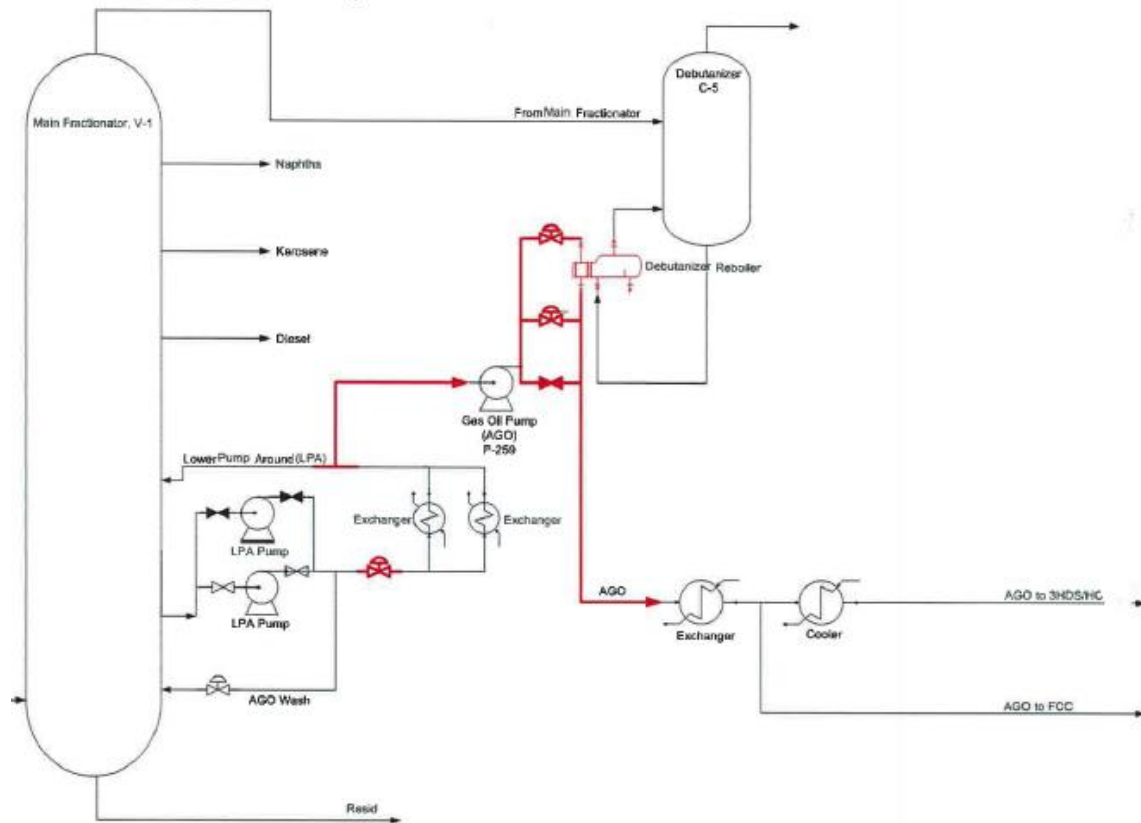 Debutanizer
C-5
Main Fractionator, V-1
From Main Fractionator
Naphtha
Kerosene
Debutanizer Reboiler
Diesel
Gas Oil Pump
(AGO)
P-259
Lower Pump Around (LPA)
Exchanger
Exchanger
LPA Pump
LPA Pump
AGO
AGO to 3HDS/HC
Exchanger
Cooler
AGO Wash
AGO to FCC
Resid